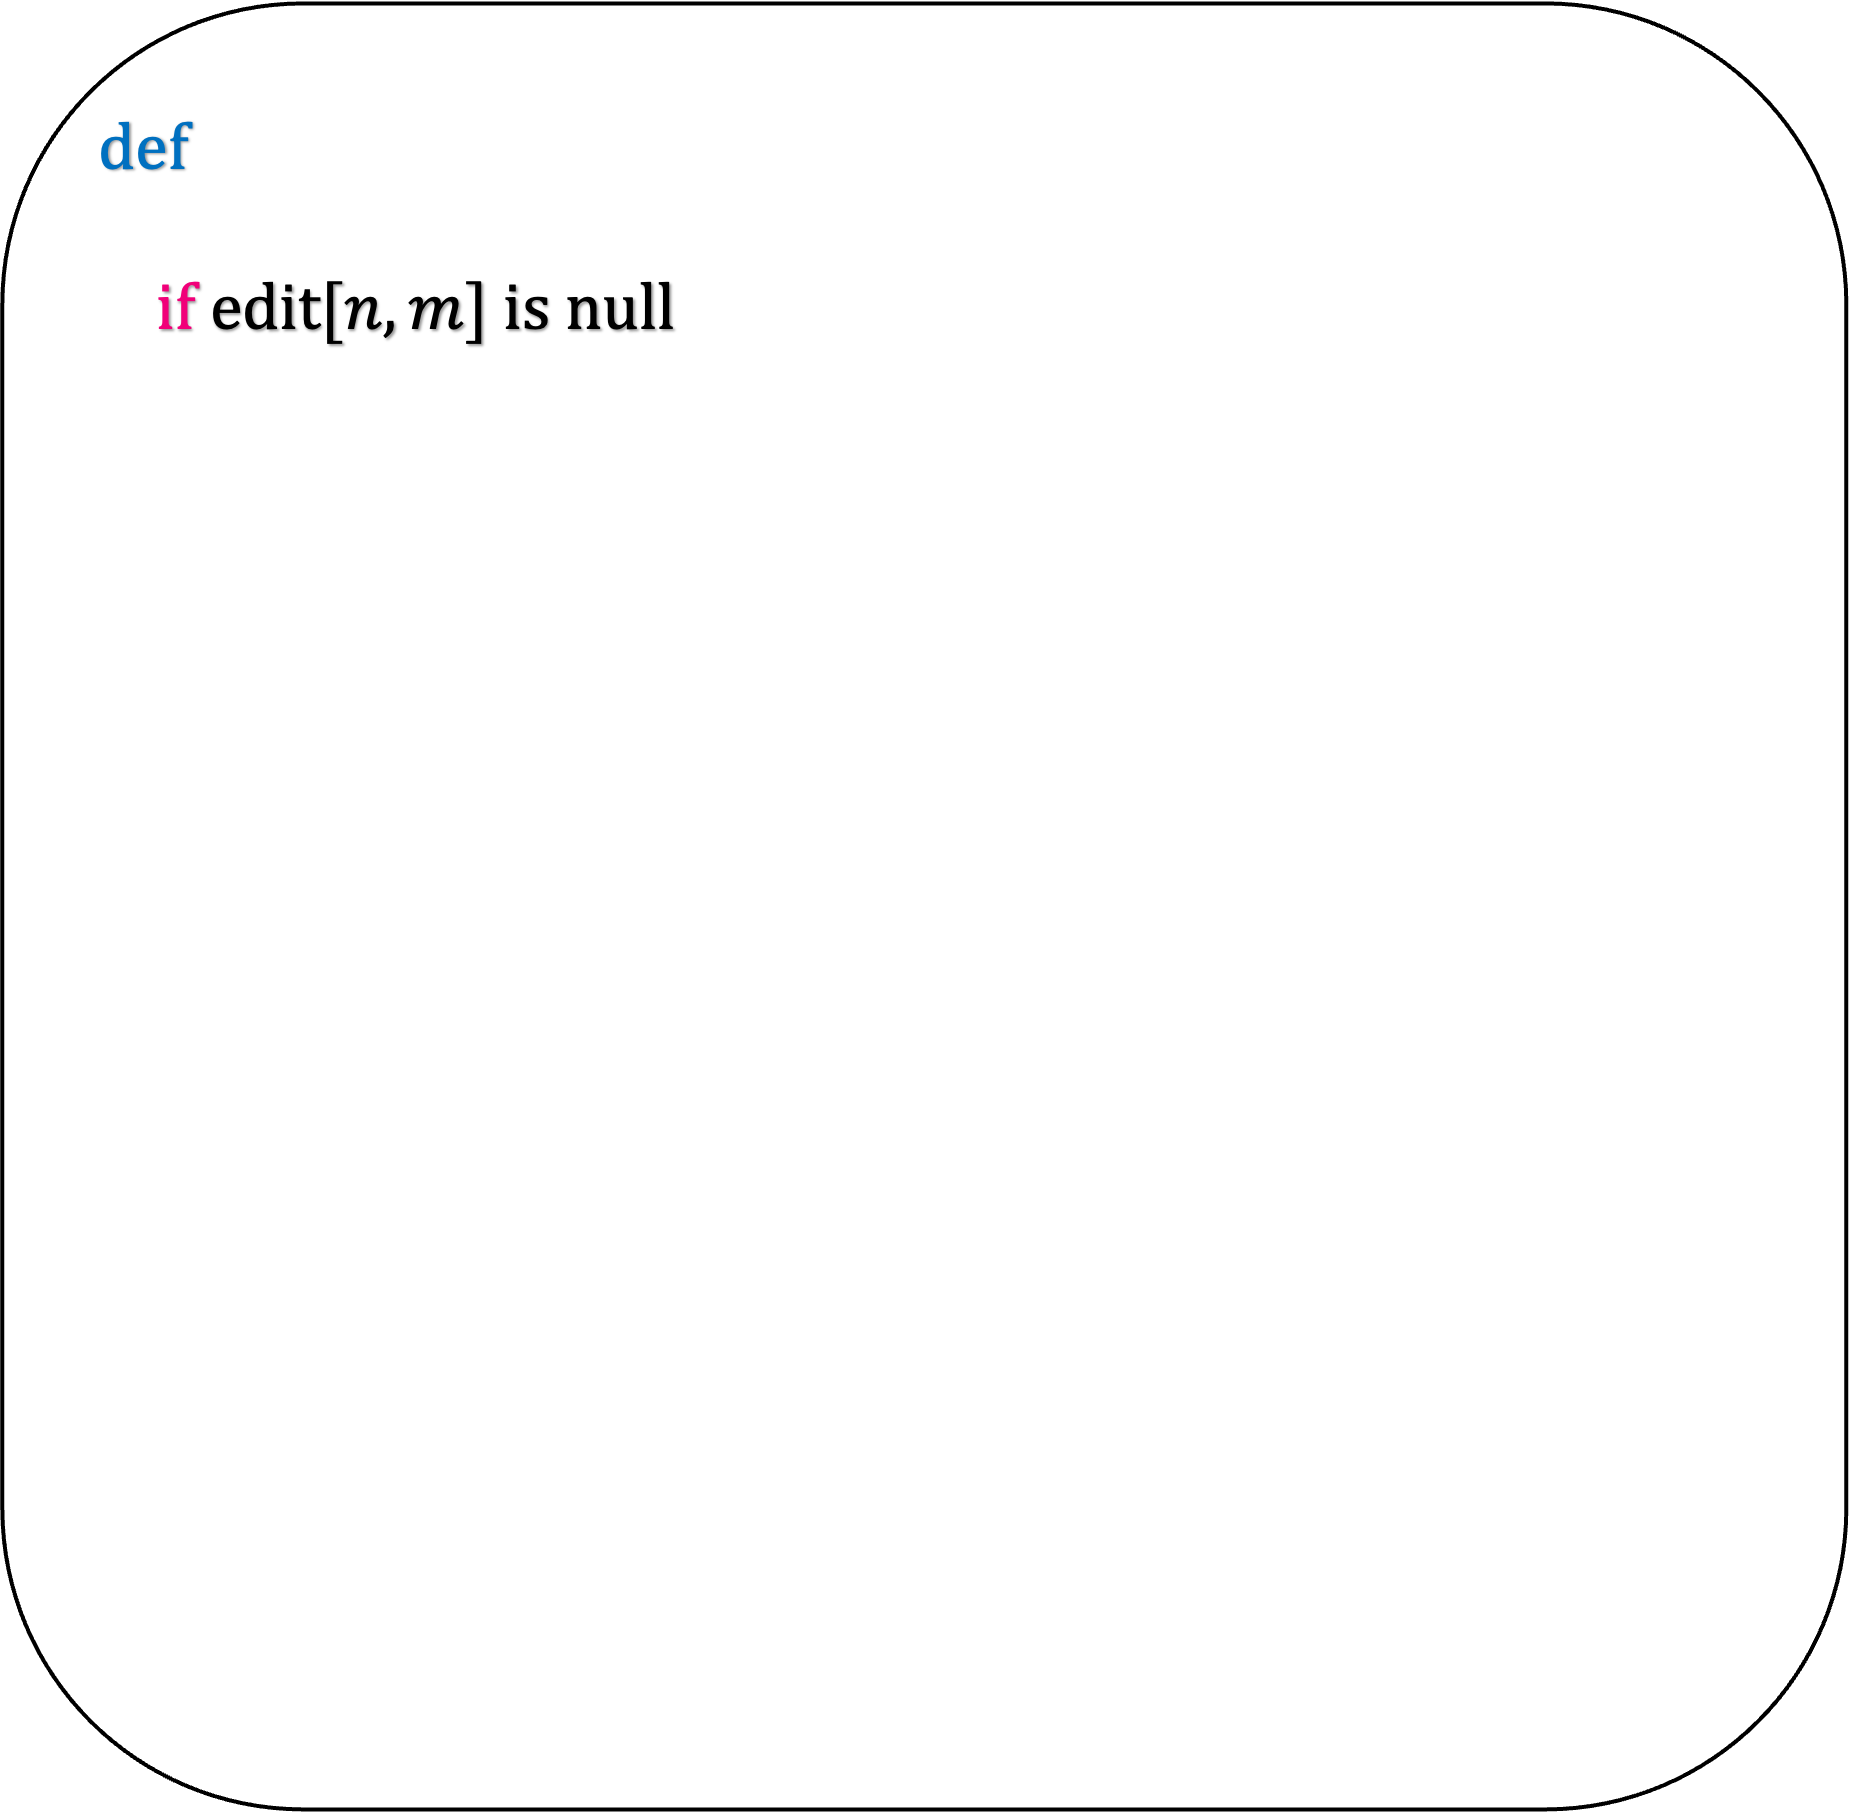 def
if edit[n, m] is null